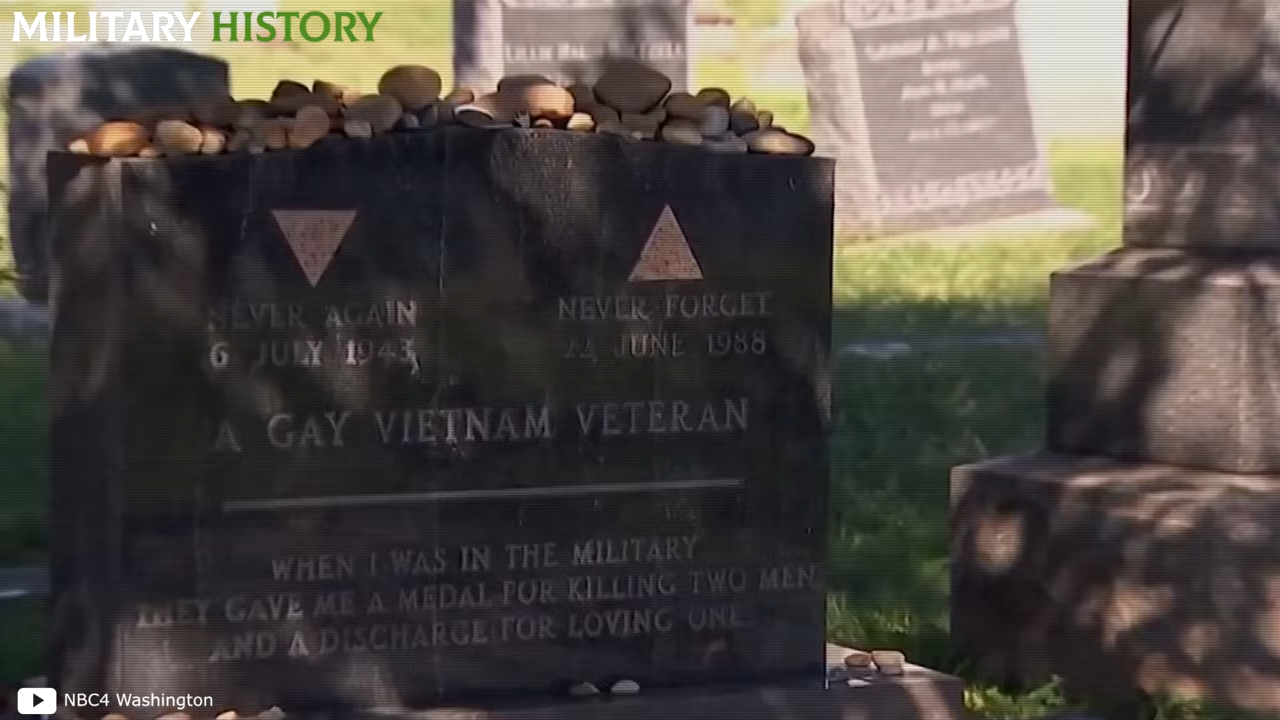 MILITARY HISTORY
NEVER AGAIN
6 JULY 1943
NEVER FORGET
22 JUNE 1988
A GAY VIETNAM VETERAN
WHEN I WAS IN THE MILITARY
THEY GAVE ME A MEDAL FOR KILLING TWO MEN
AND A DISCHARGE FOR LOVING ONE
NBC4 Washington